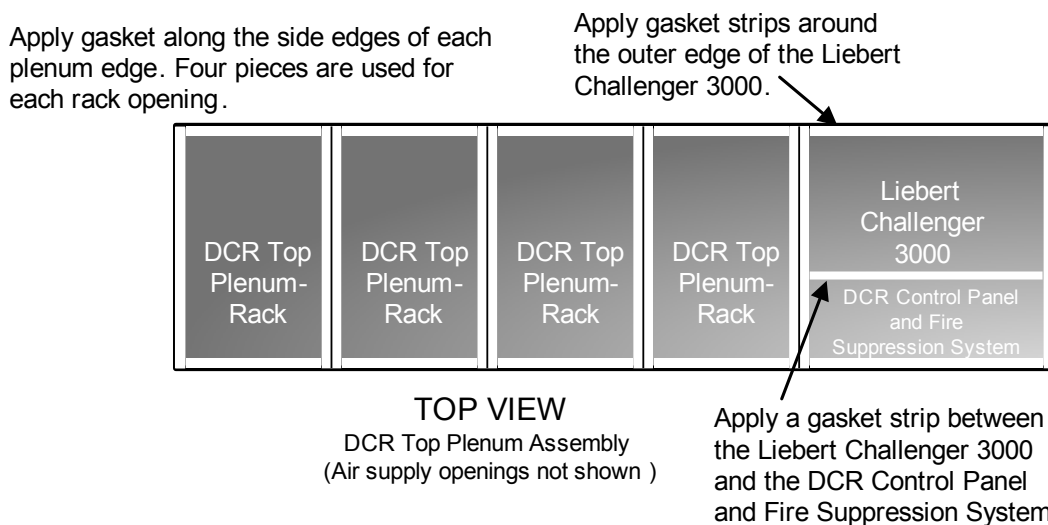 Apply gasket along the side edges of each
plenum edge. Four pieces are used for
each rack opening.
Apply gasket strips around
the outer edge of the Liebert
Challenger 3000.
DCR Top
Plenum-
Rack
DCR Top
Plenum-
Rack
DCR Top
Plenum-
Rack
DCR Top
Plenum-
Rack
Liebert
Challenger
3000
DCR Control Panel
and Fire
Suppression System
TOP VIEW
DCR Top Plenum Assembly
(Air supply openings not shown )
Apply a gasket strip between
the Liebert Challenger 3000
and the DCR Control Panel
and Fire Suppression System